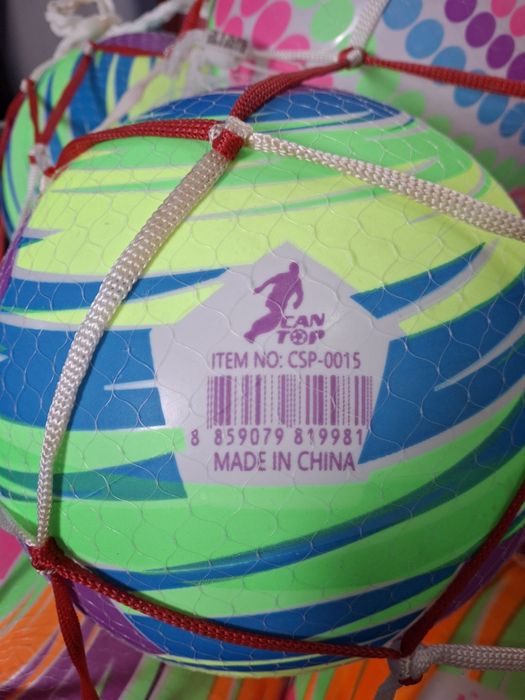 CAN
TOP
ITEM NO: CSP-0015
8 859079 819981
MADE IN CHINA